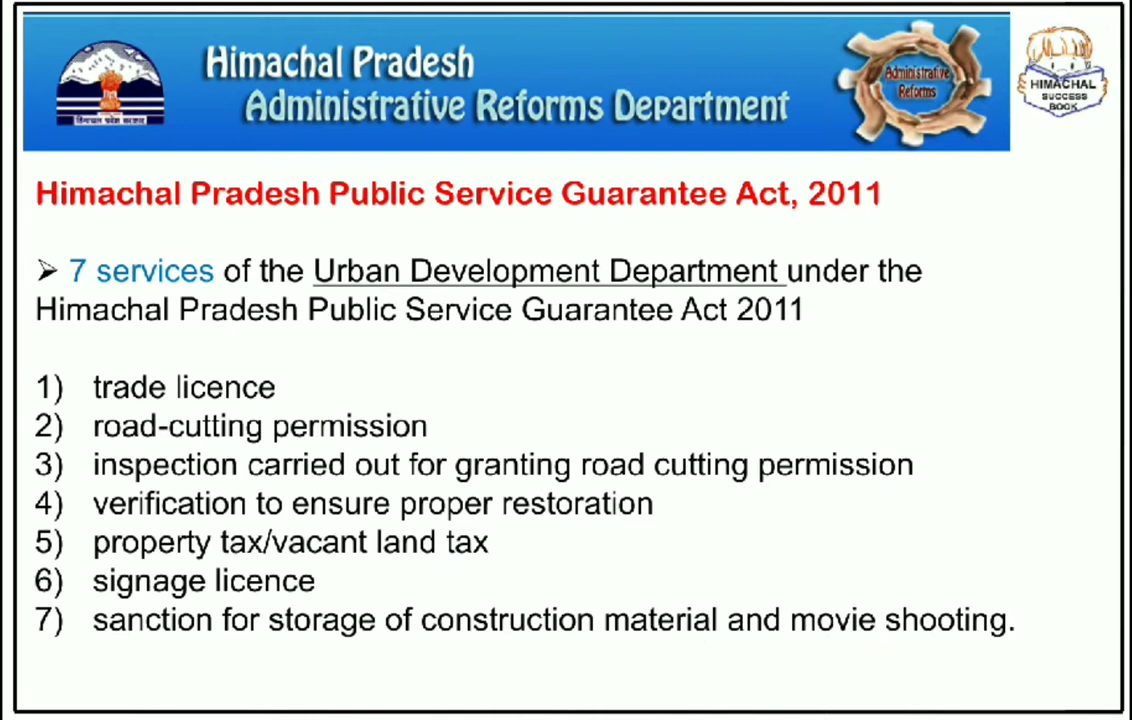 Himachal Pradesh
Administrative Reforms Department
Administrative
Reforms
हिमाचल प्रदेश सरकार
HIMACHAL
SUCCESS
BOOK
Himachal Pradesh Public Service Guarantee Act, 2011
➢ 7 services of the Urban Development Department under the
Himachal Pradesh Public Service Guarantee Act 2011
1) trade licence
2) road-cutting permission
3) inspection carried out for granting road cutting permission
4) verification to ensure proper restoration
5) property tax/vacant land tax
6) signage licence
7) sanction for storage of construction material and movie shooting.